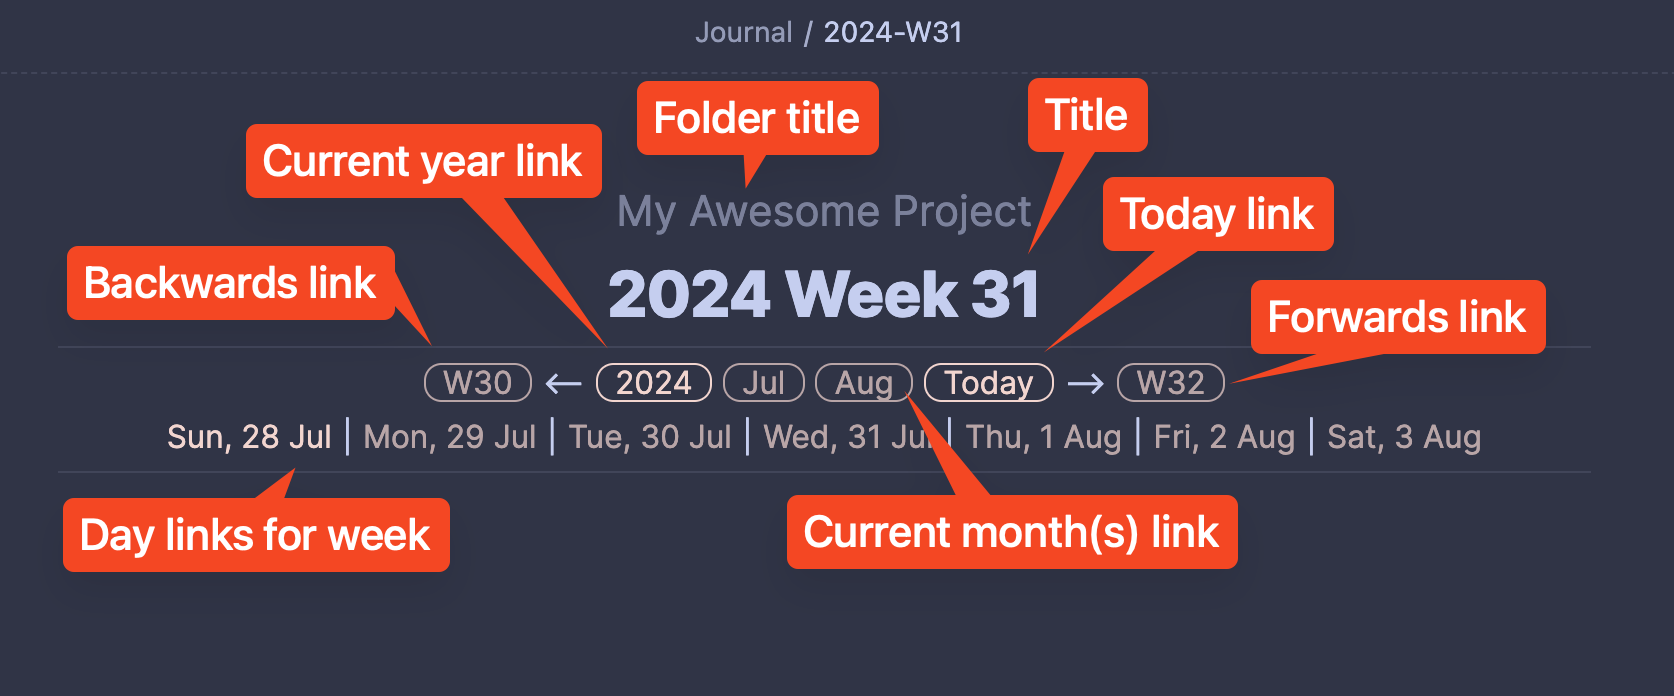 Journal / 2024-W31
Folder title
Title
Current year link
My Awesome Project
Today link
Backwards link
2024 Week 31
Forwards link
W30 ← 2024 Jul Aug Today → W32
Sun, 28 Jul | Mon, 29 Jul | Tue, 30 Jul | Wed, 31 Jul | Thu, 1 Aug | Fri, 2 Aug | Sat, 3 Aug
Day links for week
Current month(s) link